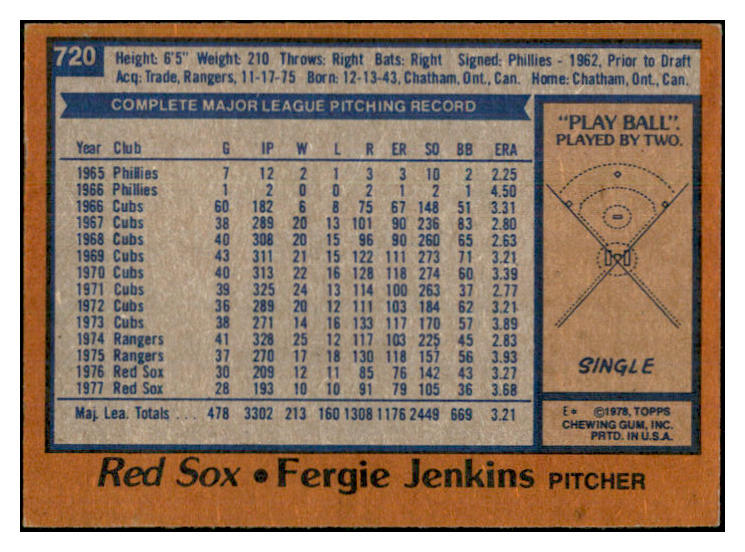 720
Height: 6'5" Weight: 210 Throws: Right Bats: Right Signed: Phillies - 1962, Prior to Draft
Acq: Trade, Rangers, 11-17-75 Born: 12-13-43, Chatham, Ont., Can. Home: Chatham, Ont., Can.
COMPLETE MAJOR LEAGUE PITCHING RECORD
Year Club G IP W L R ER SO BB ERA
1965 Phillies 7 12 2 1 3 3 10 2 2.25
1966 Phillies 1 2 0 0 2 1 2 1 4.50
1966 Cubs 60 182 6 8 75 67 148 51 3.31
1967 Cubs 38 289 20 13 101 90 236 83 2.80
1968 Cubs 40 308 20 15 96 90 260 65 2.63
1969 Cubs 43 311 21 15 122 111 273 71 3.21
1970 Cubs 40 313 22 16 128 118 274 60 3.39
1971 Cubs 39 325 24 13 114 100 263 37 2.77
1972 Cubs 36 289 20 12 111 103 184 62 3.21
1973 Cubs 38 271 14 16 133 117 170 57 3.89
1974 Rangers 41 328 25 12 117 103 225 45 2.83
1975 Rangers 37 270 17 18 130 118 157 56 3.93
1976 Red Sox 30 209 12 11 85 76 142 43 3.27
1977 Red Sox 28 193 10 10 91 79 105 36 3.68
Maj. Lea. Totals . . . 478 3302 213 160 1308 1176 2449 669 3.21
"PLAY BALL".
PLAYED BY TWO.
SINGLE
E* ©1978, TOPPS
CHEWING GUM, INC.
PRTD. IN U.S.A.
Red Sox • Fergie Jenkins PITCHER